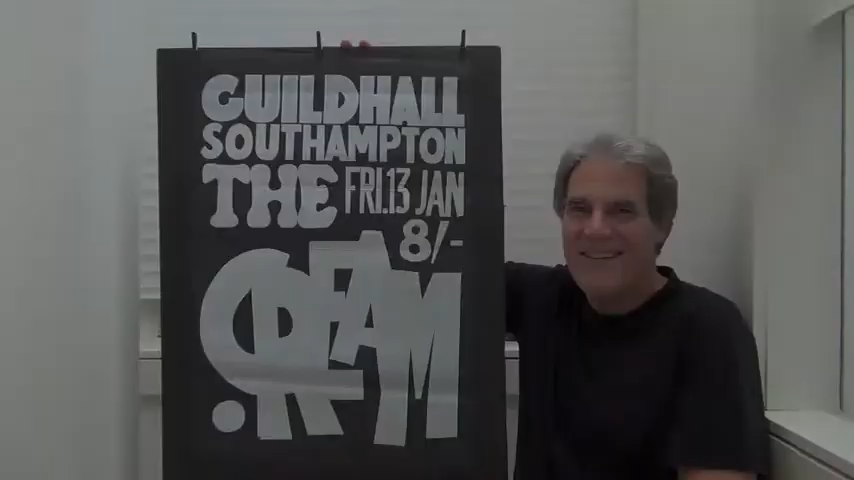 GUILDHALL
SOUTHAMPTON
THE FRI.13 JAN
8/-
CREAM.